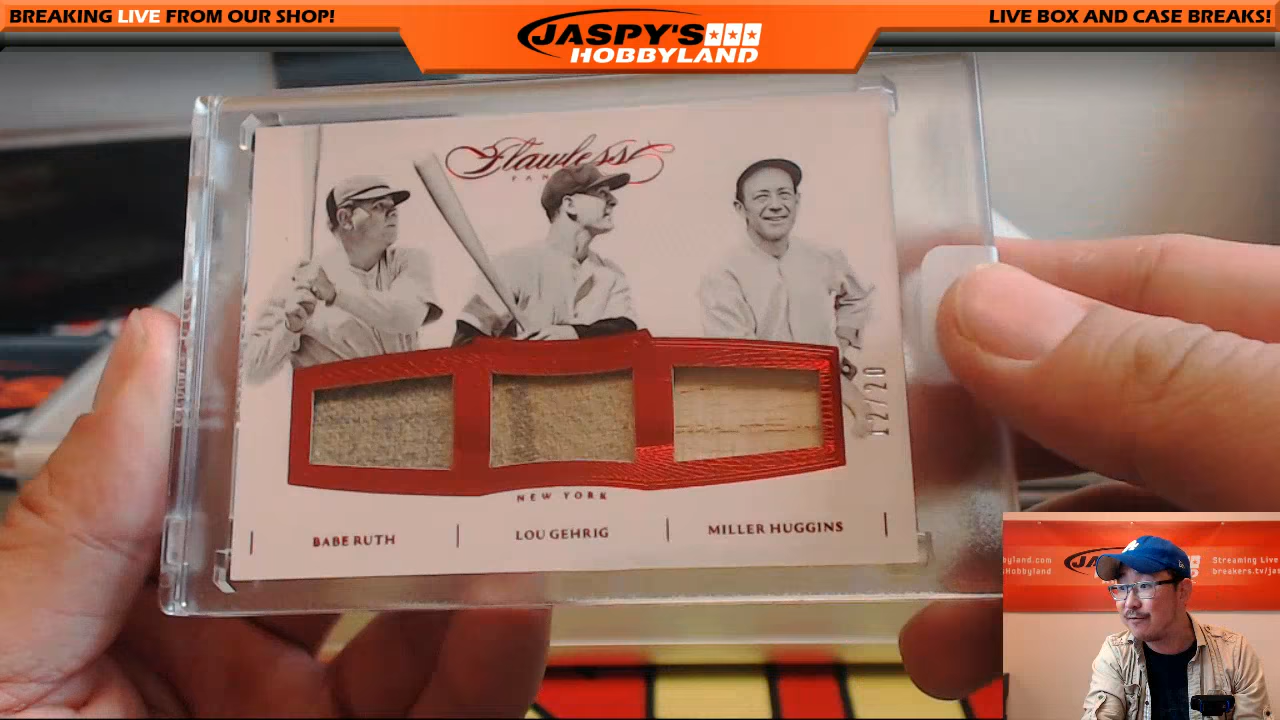 BREAKING LIVE FROM OUR SHOP!
JASPY'S
HOBBYLAND
LIVE BOX AND CASE BREAKS!
Flawless
12/20
NEW YORK
BABE RUTH
LOU GEHRIG
MILLER HUGGINS
Streaming Live